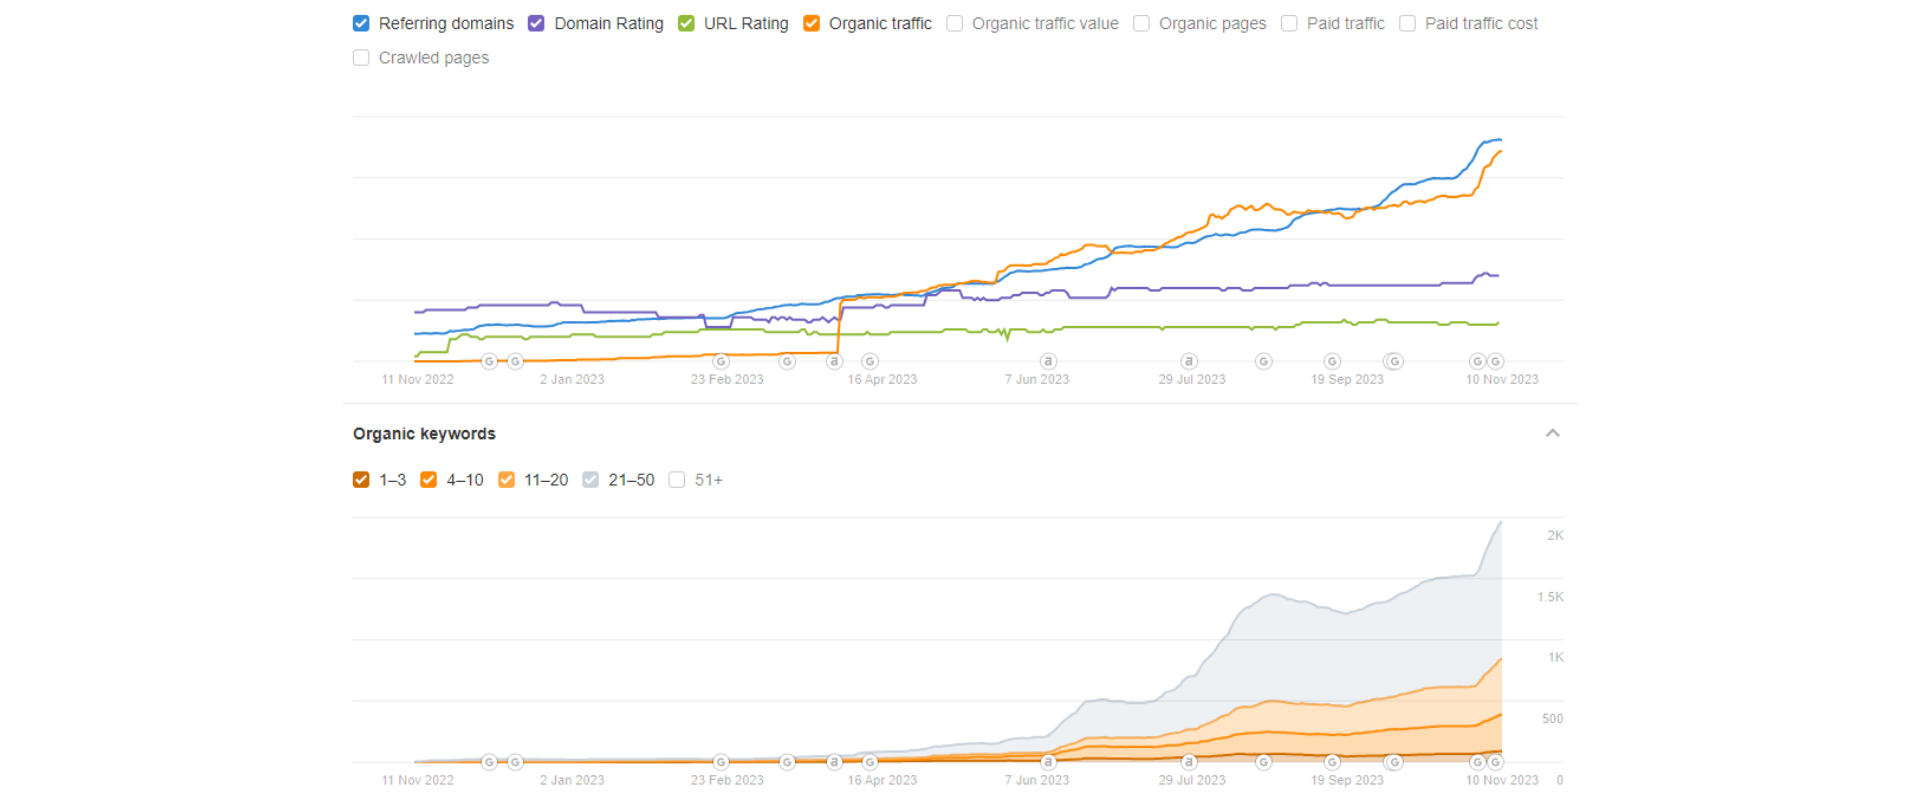 Referring domains Domain Rating URL Rating Organic traffic Organic traffic value Organic pages Paid traffic Paid traffic cost
Crawled pages
G G G G a G a a G G G G G
11 Nov 2022 2 Jan 2023 23 Feb 2023 16 Apr 2023 7 Jun 2023 29 Jul 2023 19 Sep 2023 10 Nov 2023
Organic keywords
1–3 4–10 11–20 21–50 51+
2K
1.5K
1K
500
G G G G a G a a G G G G G
11 Nov 2022 2 Jan 2023 23 Feb 2023 16 Apr 2023 7 Jun 2023 29 Jul 2023 19 Sep 2023 10 Nov 2023 0